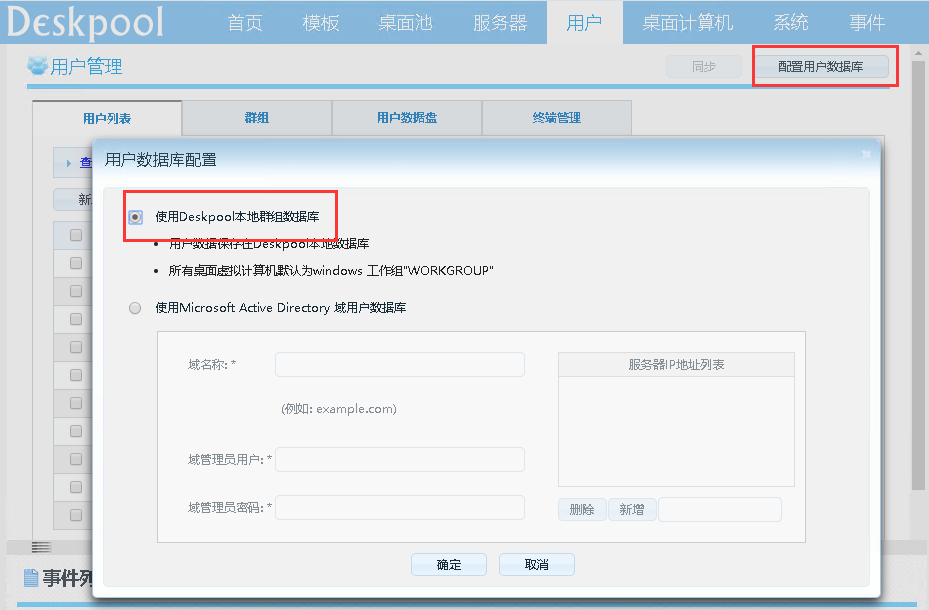 Deskpool 首页 模板 桌面池 服务器 用户 桌面计算机 系统 事件
用户管理 同步 配置用户数据库
用户列表 群组 用户数据盘 终端管理
用户数据库配置
使用Deskpool本地群组数据库
• 用户数据保存在Deskpool本地数据库
• 所有桌面虚拟计算机默认为windows 工作组"WORKGROUP"
使用Microsoft Active Directory 域用户数据库
域名称: * 服务器IP地址列表
(例如: example.com)
域管理员用户: *
域管理员密码: * 删除 新增
确定 取消
事件列